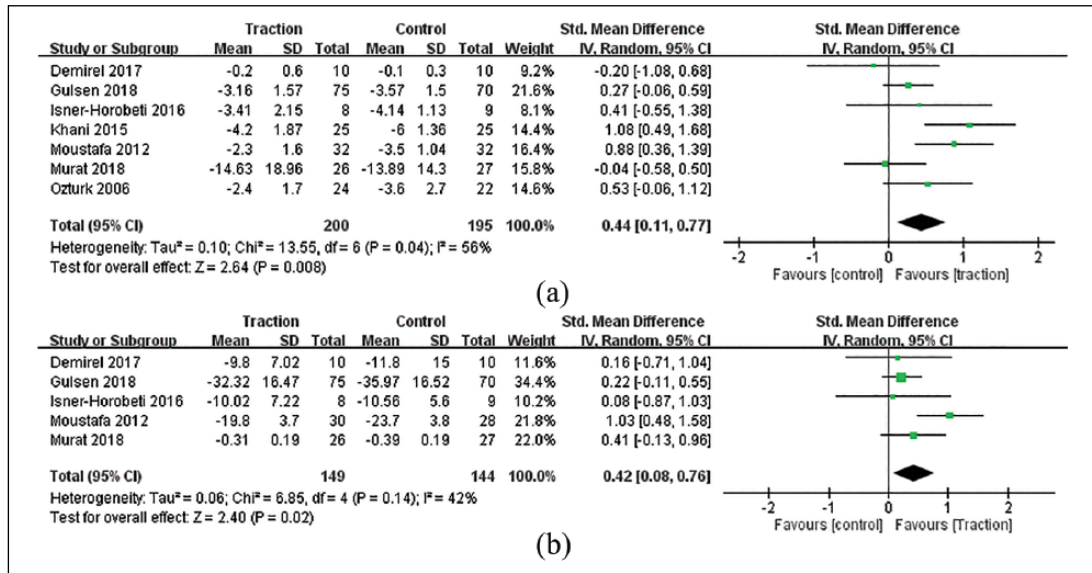 Traction Control Std. Mean Difference Std. Mean Difference
Study or Subgroup Mean SD Total Mean SD Total Weight IV, Random, 95% CI IV, Random, 95% CI
Demirel 2017 -0.2 0.6 10 -0.1 0.3 10 9.2% -0.20 [-1.08, 0.68]
Gulsen 2018 -3.16 1.57 75 -3.57 1.5 70 21.6% 0.27 [-0.06, 0.59]
Isner-Horobeti 2016 -3.41 2.15 8 -4.14 1.13 9 8.1% 0.41 [-0.55, 1.38]
Khani 2015 -4.2 1.87 25 -6 1.36 25 14.4% 1.08 [0.49, 1.68]
Moustafa 2012 -2.3 1.6 32 -3.5 1.04 32 16.4% 0.88 [0.36, 1.39]
Murat 2018 -14.63 18.96 26 -13.89 14.3 27 15.8% -0.04 [-0.58, 0.50]
Ozturk 2006 -2.4 1.7 24 -3.6 2.7 22 14.6% 0.53 [-0.06, 1.12]
Total (95% CI) 200 195 100.0% 0.44 [0.11, 0.77]
Heterogeneity: Tau² = 0.10; Chi² = 13.55, df = 6 (P = 0.04); I² = 56%
Test for overall effect: Z = 2.64 (P = 0.008)
-2 -1 0 1 2
Favours [control] Favours [traction]
(a)
Traction Control Std. Mean Difference Std. Mean Difference
Study or Subgroup Mean SD Total Mean SD Total Weight IV, Random, 95% CI IV, Random, 95% CI
Demirel 2017 -9.8 7.02 10 -11.8 15 10 11.6% 0.16 [-0.71, 1.04]
Gulsen 2018 -32.32 16.47 75 -35.97 16.52 70 34.4% 0.22 [-0.11, 0.55]
Isner-Horobeti 2016 -10.02 7.22 8 -10.56 5.6 9 10.2% 0.08 [-0.87, 1.03]
Moustafa 2012 -19.8 3.7 30 -23.7 3.8 28 21.8% 1.03 [0.48, 1.58]
Murat 2018 -0.31 0.19 26 -0.39 0.19 27 22.0% 0.41 [-0.13, 0.96]
Total (95% CI) 149 144 100.0% 0.42 [0.08, 0.76]
Heterogeneity: Tau² = 0.06; Chi² = 6.85, df = 4 (P = 0.14); I² = 42%
Test for overall effect: Z = 2.40 (P = 0.02)
-2 -1 0 1 2
Favours [control] Favours [Traction]
(b)